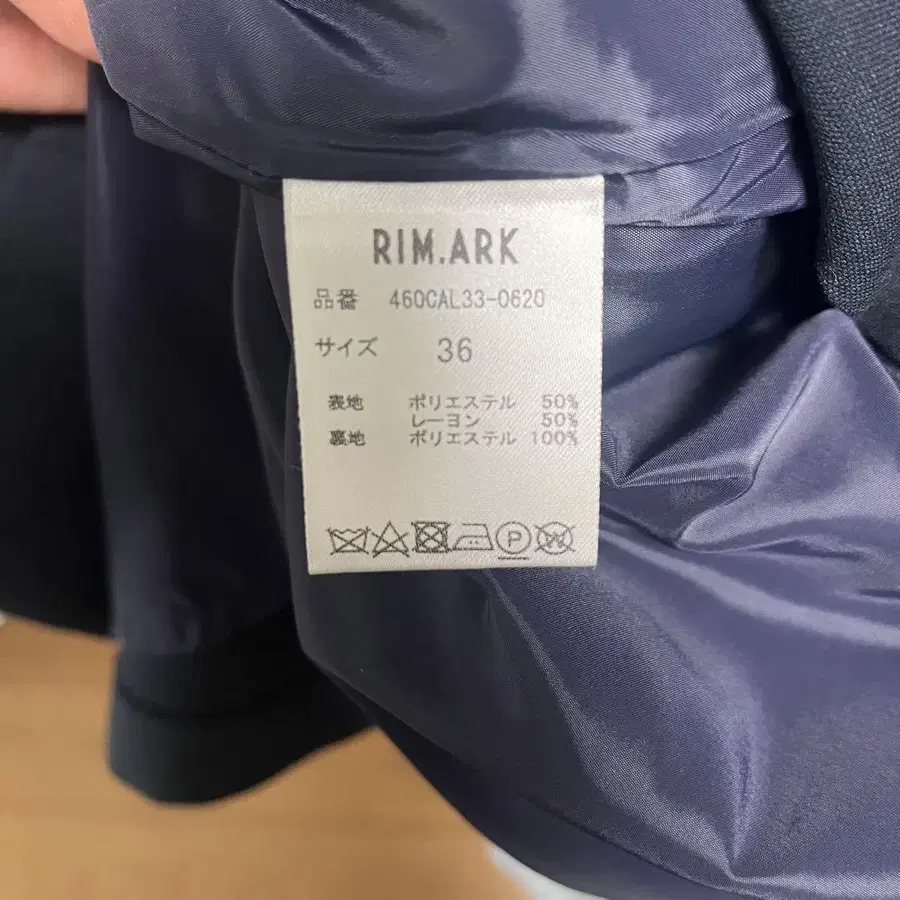 RIM.ARK
品番 460CAL33-0620
サイズ 36
表地 ポリエステル 50%
レーヨン 50%
裏地 ポリエステル 100%
P W